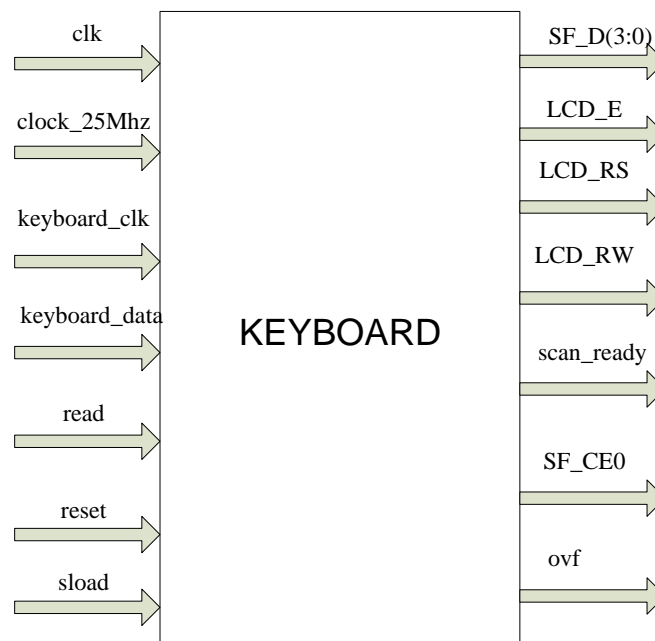 clk
clock_25Mhz
keyboard_clk
keyboard_data
read
reset
sload
KEYBOARD
SF_D(3:0)
LCD_E
LCD_RS
LCD_RW
scan_ready
SF_CE0
ovf